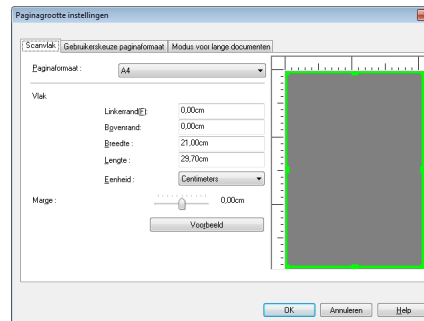 Paginagrootte instellingen
Scanvlak Gebruikerskeuze paginaformaat Modus voor lange documenten
Paginaformaat : A4
Vlak
Linkerrand(F): 0,00cm
Bovenrand: 0,00cm
Breedte : 21,00cm
Lengte : 29,70cm
Eenheid : Centimeters
Marge : 0,00cm
Voorbeeld
OK Annuleren Help